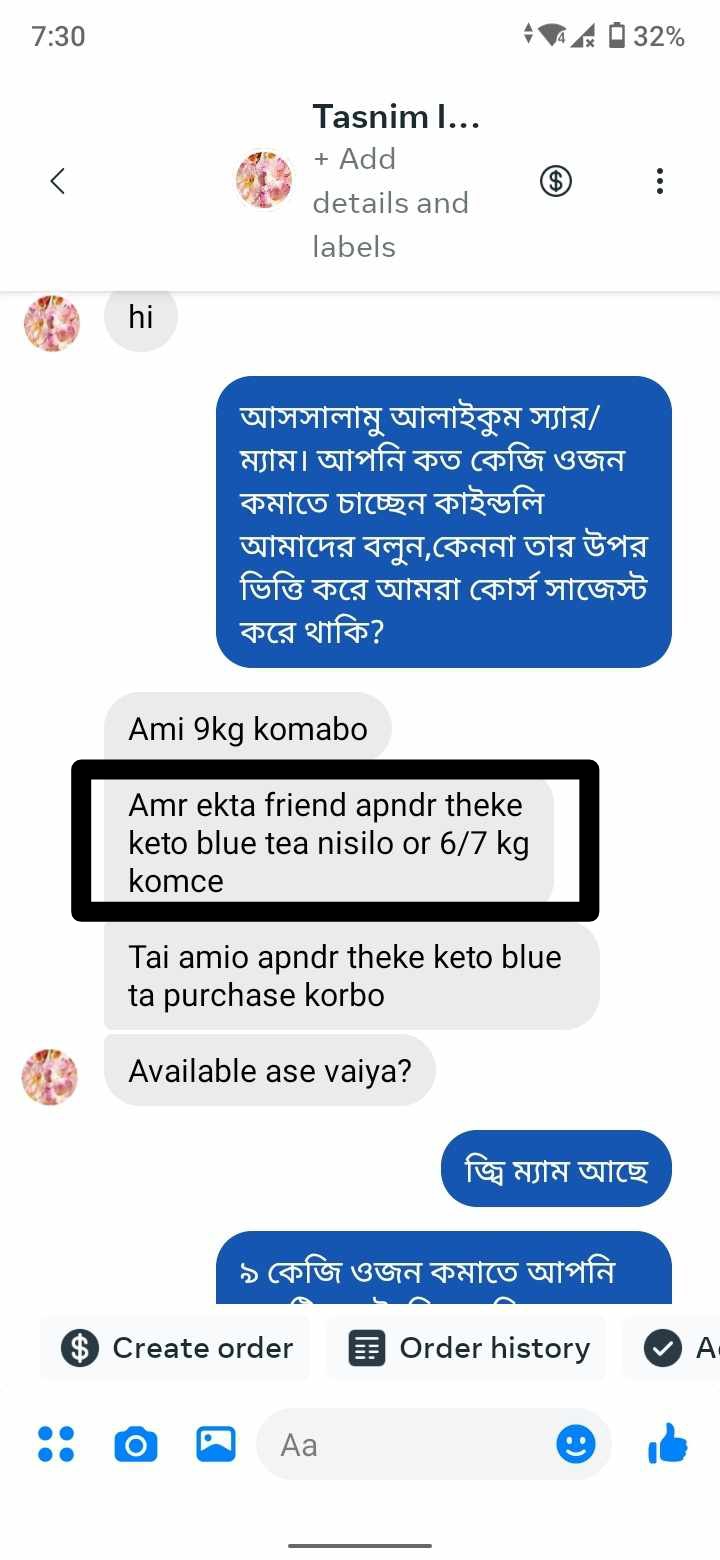 7:30
4 x 32%
Tasnim I...
+ Add
details and
labels
hi
আসসালামু আলাইকুম স্যার/
ম্যাম। আপনি কত কেজি ওজন
কমাতে চাচ্ছেন কাইন্ডলি
আমাদের বলুন,কেননা তার উপর
ভিত্তি করে আমরা কোর্স সাজেস্ট
করে থাকি?
Ami 9kg komabo
Amr ekta friend apndr theke
keto blue tea nisilo or 6/7 kg
komce
Tai amio apndr theke keto blue
ta purchase korbo
Available ase vaiya?
জ্বি ম্যাম আছে
৯ কেজি ওজন কমাতে আপনি
$ Create order
Order history
Aa